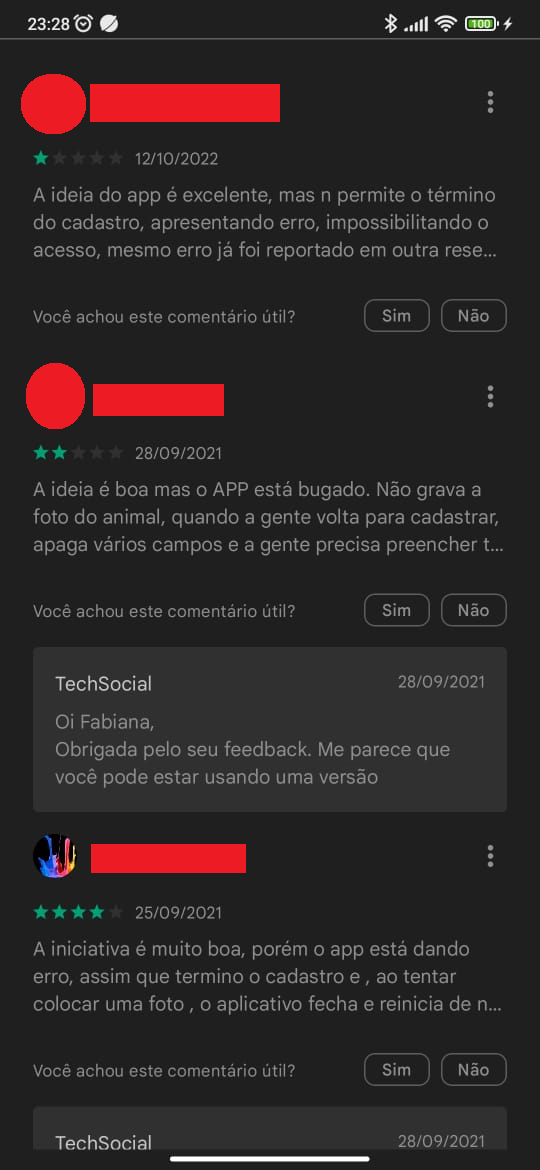 23:28
100
12/10/2022
A ideia do app é excelente, mas n permite o término
do cadastro, apresentando erro, impossibilitando o
acesso, mesmo erro já foi reportado em outra rese...
Você achou este comentário útil?
Sim
Não
28/09/2021
A ideia é boa mas o APP está bugado. Não grava a
foto do animal, quando a gente volta para cadastrar,
apaga vários campos e a gente precisa preencher t...
Você achou este comentário útil?
Sim
Não
TechSocial
28/09/2021
Oi Fabiana,
Obrigada pelo seu feedback. Me parece que
você pode estar usando uma versão
25/09/2021
A iniciativa é muito boa, porém o app está dando
erro, assim que termino o cadastro e , ao tentar
colocar uma foto , o aplicativo fecha e reinicia de n...
Você achou este comentário útil?
Sim
Não
TechSocial
28/09/2021